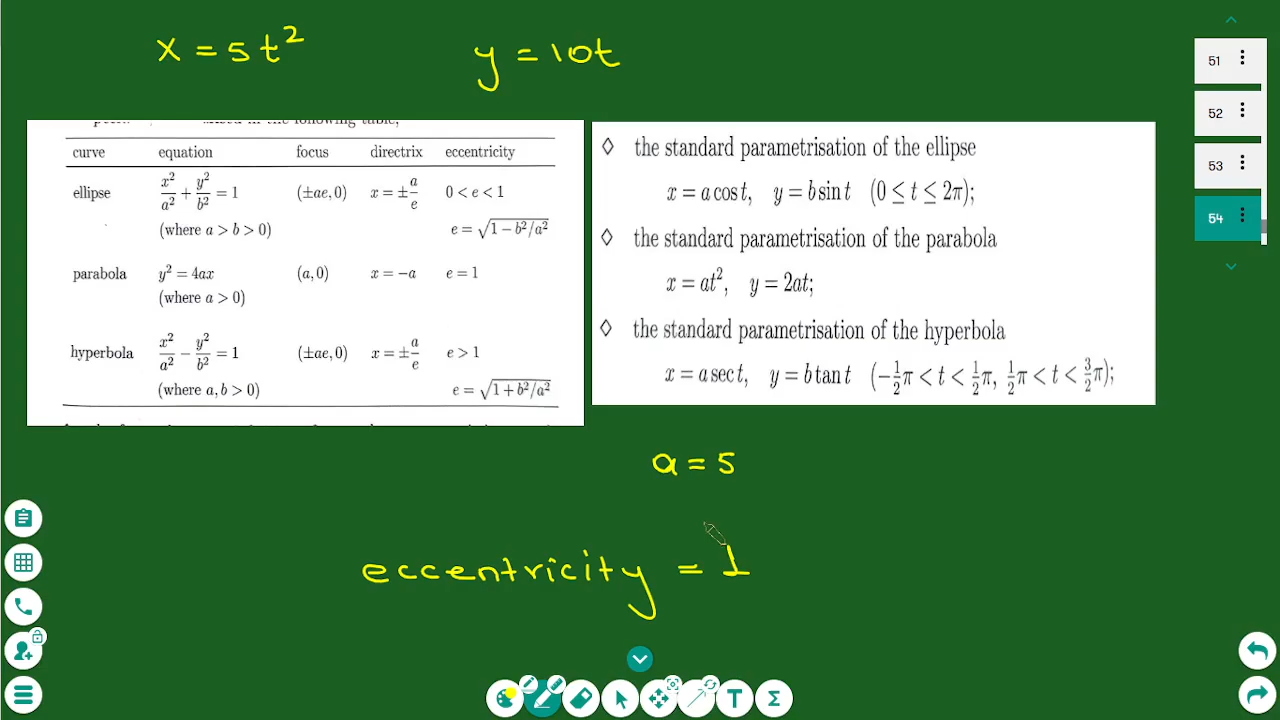 x = 5t² y = 10t
in the following table;
curve equation focus directrix eccentricity
ellipse x²/a² + y²/b² = 1 (±ae, 0) x = ±a/e 0 < e < 1
(where a > b > 0) e = √(1 − b²/a²)
parabola y² = 4ax (a, 0) x = −a e = 1
(where a > 0)
hyperbola x²/a² − y²/b² = 1 (±ae, 0) x = ±a/e e > 1
(where a, b > 0) e = √(1 + b²/a²)
◊ the standard parametrisation of the ellipse
x = a cos t, y = b sin t (0 ≤ t ≤ 2π);
◊ the standard parametrisation of the parabola
x = at², y = 2at;
◊ the standard parametrisation of the hyperbola
x = a sec t, y = b tan t (−½π < t < ½π, ½π < t < 3/2π);
a = 5
eccentricity = 1
51
52
53
54
T Σ